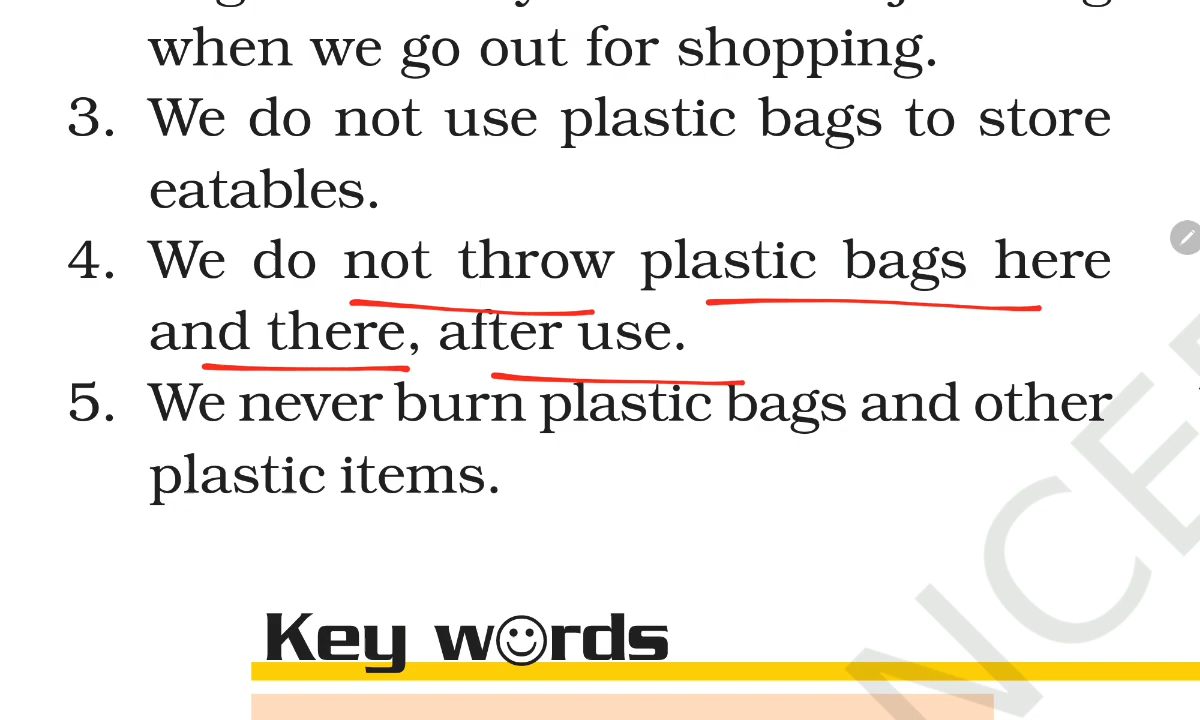 when we go out for shopping.
3. We do not use plastic bags to store
eatables.
4. We do not throw plastic bags here
and there, after use.
5. We never burn plastic bags and other
plastic items.
Key words